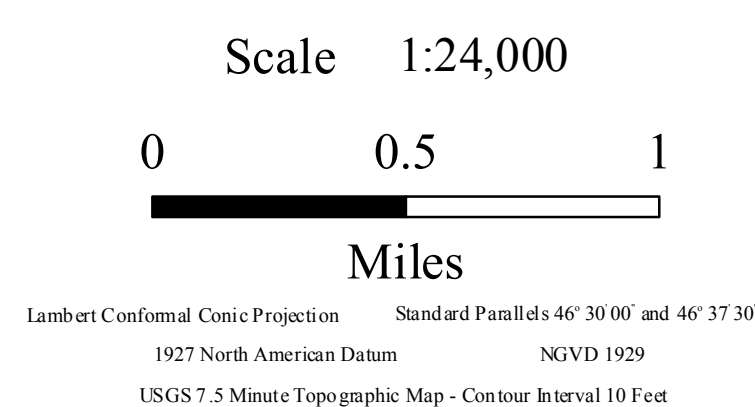 Scale 1:24,000
0 0.5 1
Miles
Lambert Conformal Conic Projection Standard Parallels 46° 30' 00" and 46° 37' 30'
1927 North American Datum NGVD 1929
USGS 7.5 Minute Topographic Map - Contour Interval 10 Feet